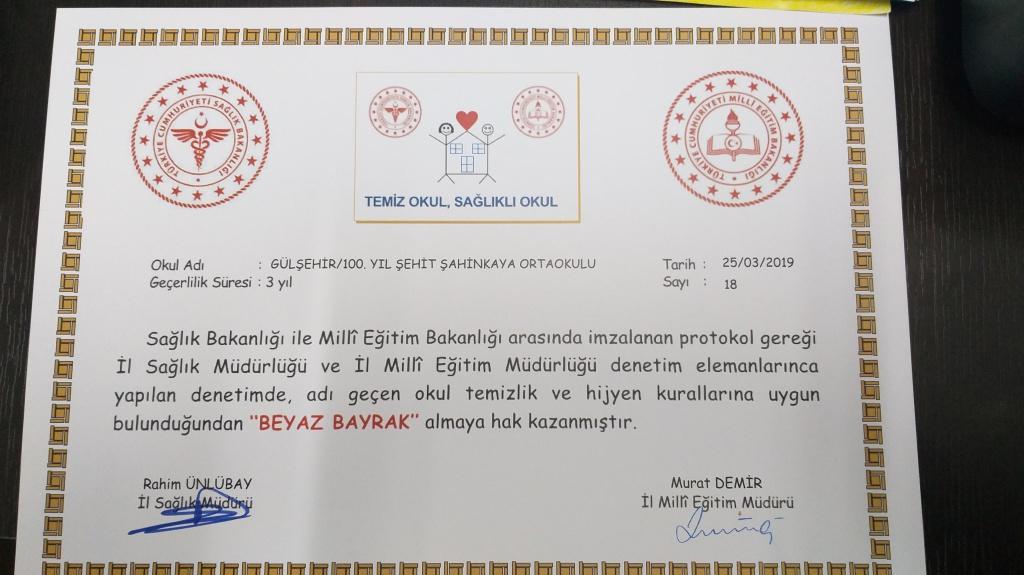 TÜRKİYE CUMHURİYETİ SAĞLIK BAKANLIĞI
TEMİZ OKUL, SAĞLIKLI OKUL
TÜRKİYE CUMHURİYETİ MİLLÎ EĞİTİM BAKANLIĞI
Okul Adı : GÜLŞEHİR/100. YIL ŞEHİT ŞAHİNKAYA ORTAOKULU
Tarih : 25/03/2019
Geçerlilik Süresi : 3 yıl
Sayı : 18
Sağlık Bakanlığı ile Millî Eğitim Bakanlığı arasında imzalanan protokol gereği
İl Sağlık Müdürlüğü ve İl Millî Eğitim Müdürlüğü denetim elemanlarınca
yapılan denetimde, adı geçen okul temizlik ve hijyen kurallarına uygun
bulunduğundan "BEYAZ BAYRAK" almaya hak kazanmıştır.
Rahim ÜNLÜBAY
İl Sağlık Müdürü
Murat DEMİR
İl Millî Eğitim Müdürü